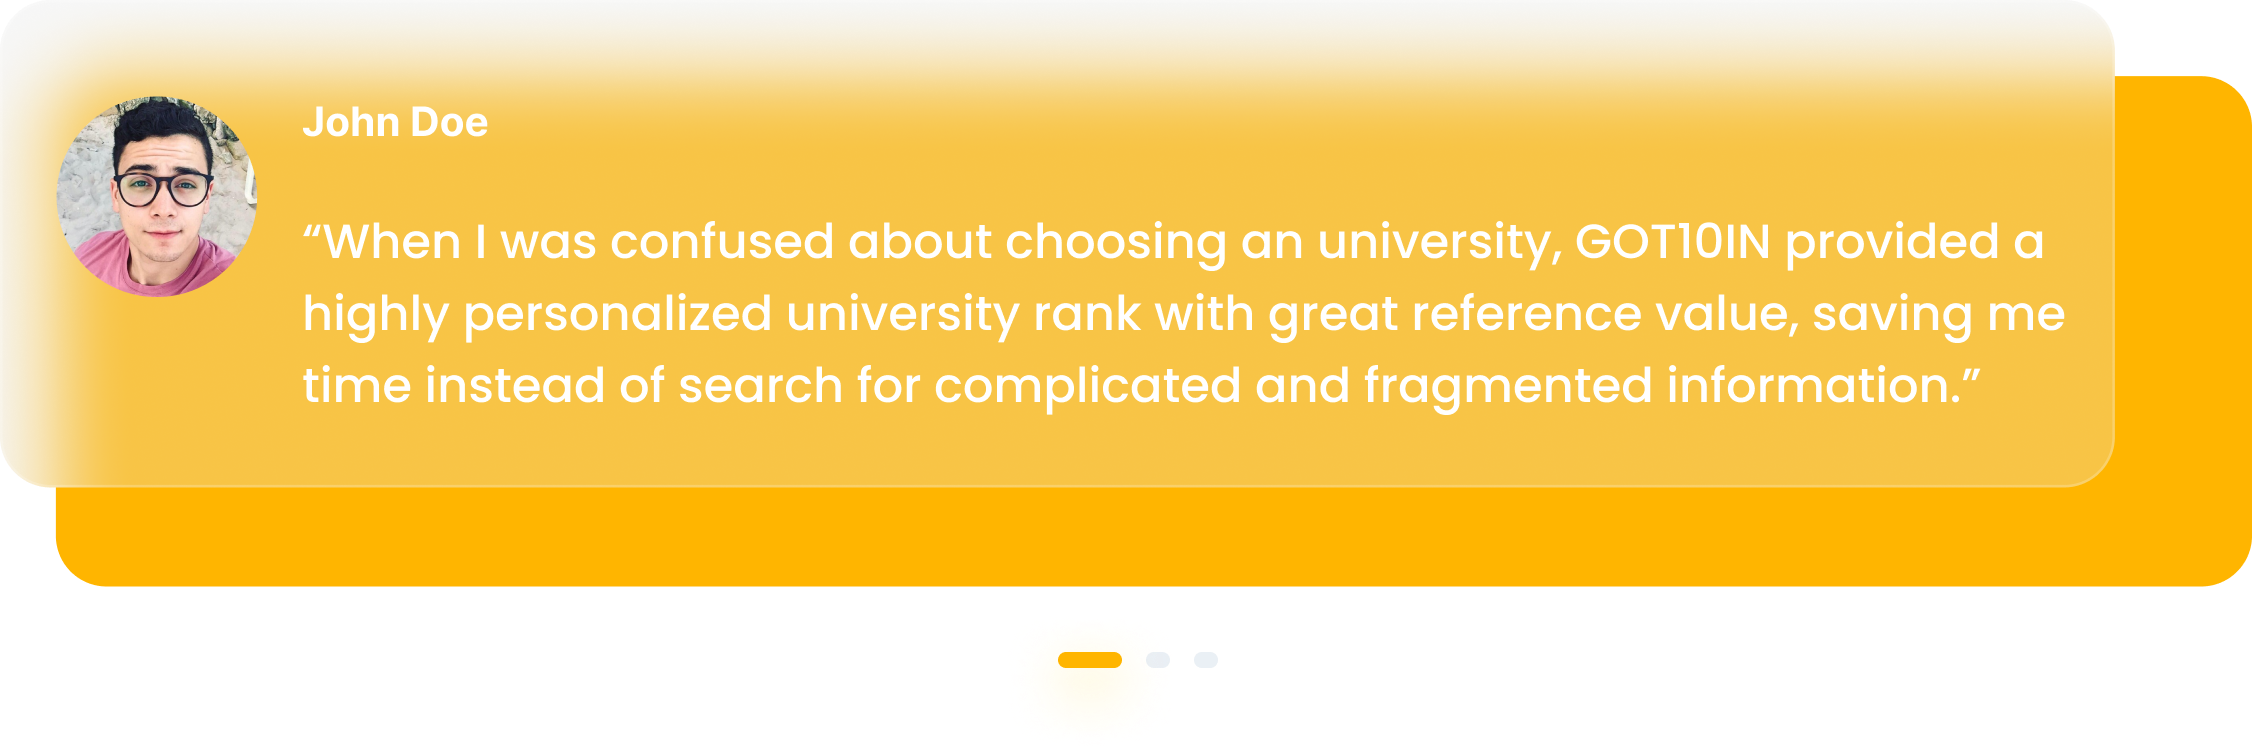 John Doe
“When I was confused about choosing an university, GOT10IN provided a
highly personalized university rank with great reference value, saving me
time instead of search for complicated and fragmented information.”